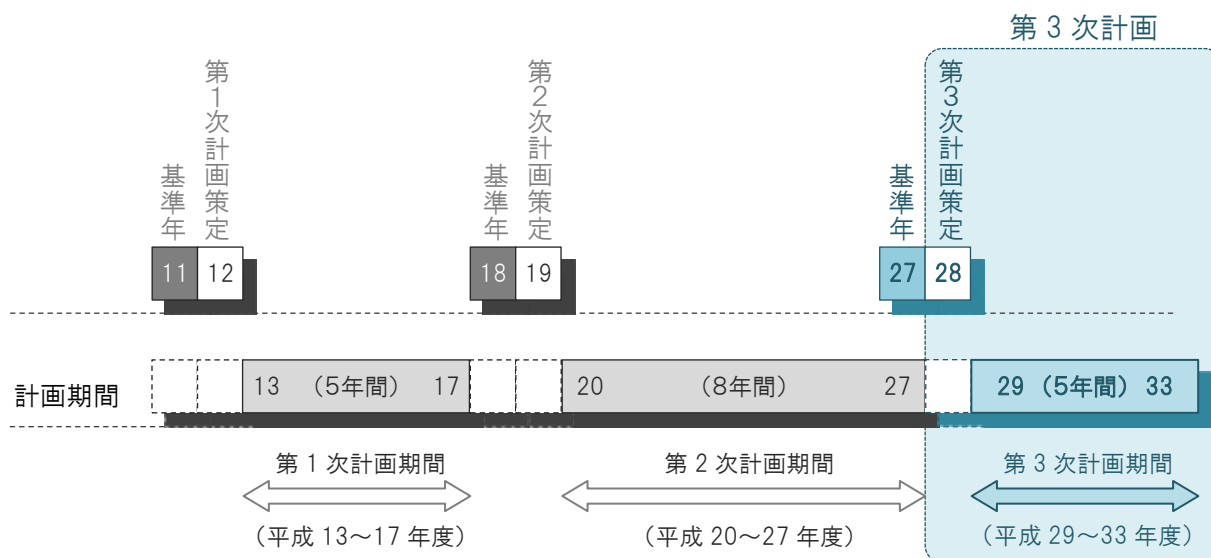 第 3 次計画
第1次計画策定
第2次計画策定
第3次計画策定
基準年
基準年
基準年
11 12
18 19
27 28
計画期間
13 （5年間） 17
20 （8年間） 27
29 （5年間） 33
第 1 次計画期間
第 2 次計画期間
第 3 次計画期間
（平成 13～17 年度）
（平成 20～27 年度）
（平成 29～33 年度）